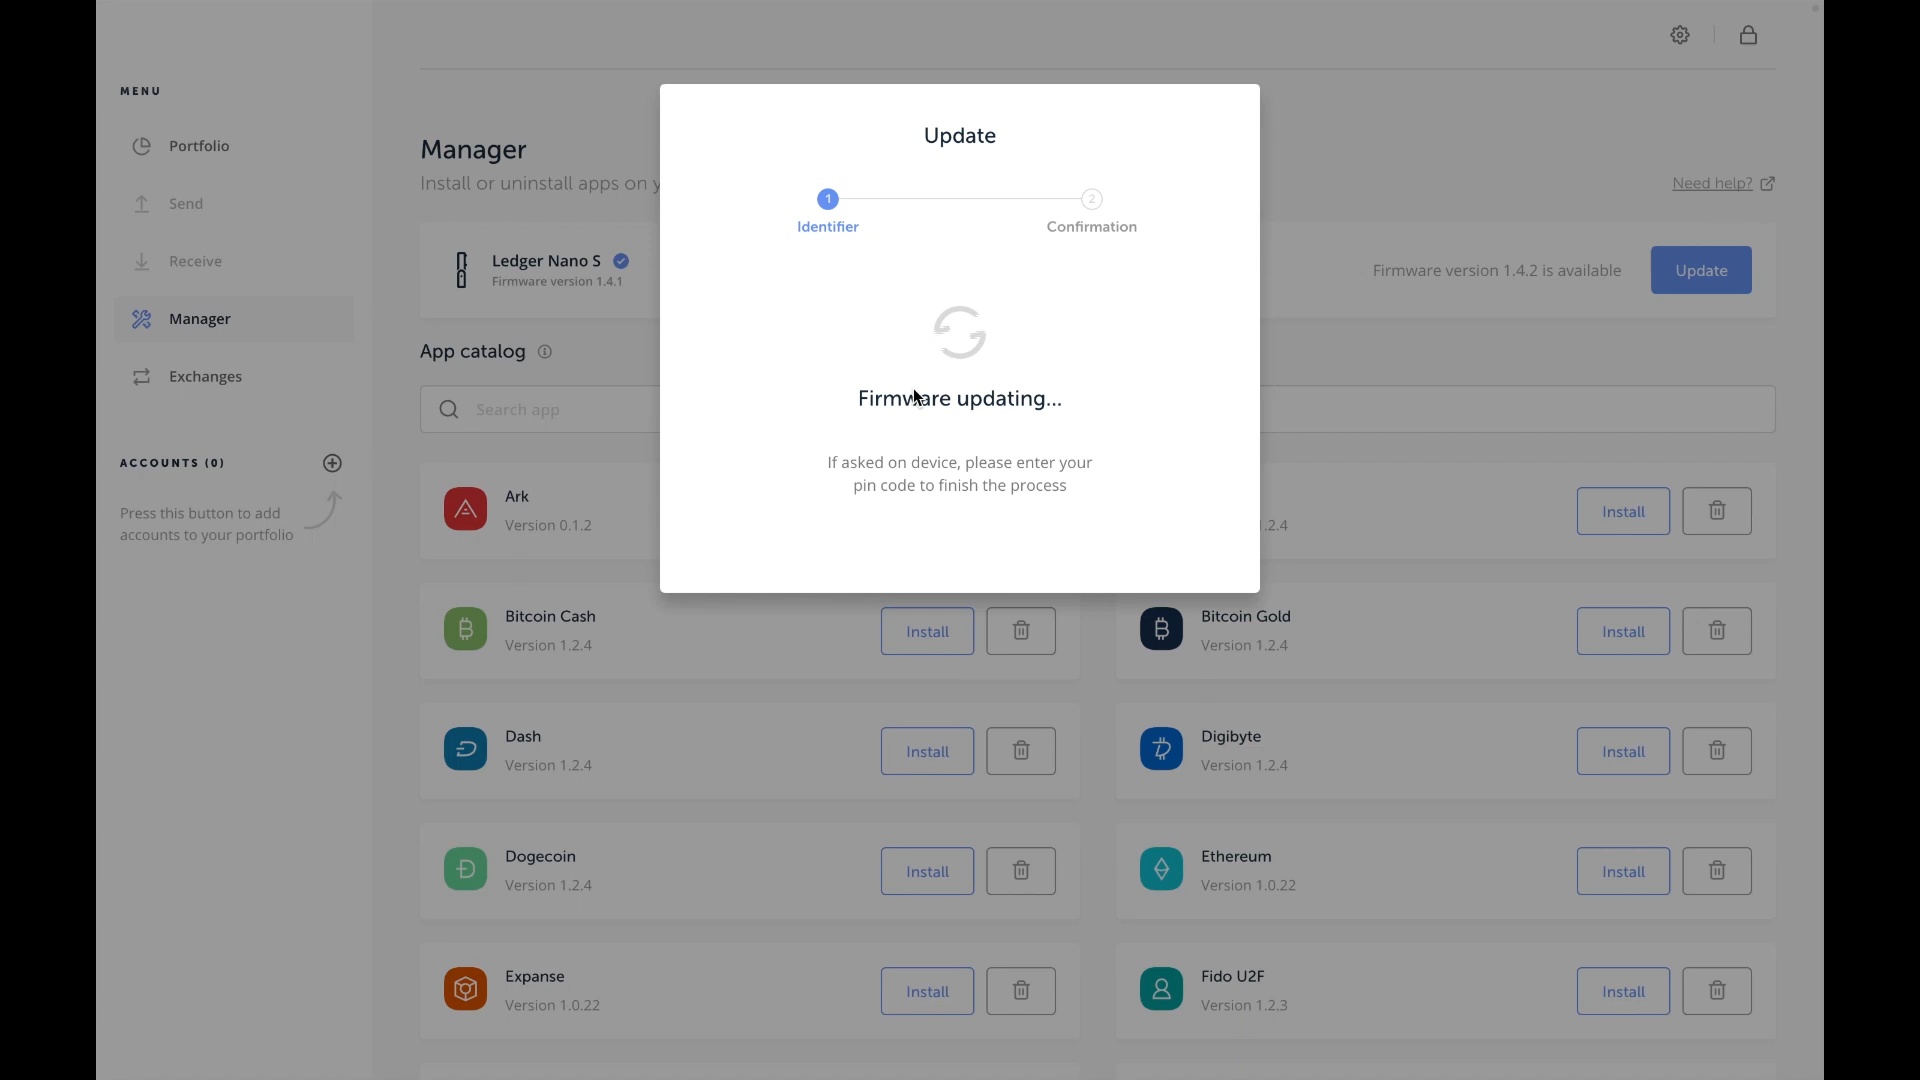 MENU
Portfolio
Send
Receive
Manager
Exchanges
ACCOUNTS (0)
Press this button to add
accounts to your portfolio
Manager
Install or uninstall apps on
Need help?
Ledger Nano S
Firmware version 1.4.1
Firmware version 1.4.2 is available
Update
App catalog
Search app
Update
1
2
Identifier
Confirmation
Firmware updating...
If asked on device, please enter your
pin code to finish the process
Ark
Version 0.1.2
.2.4
Install
Bitcoin Cash
Version 1.2.4
Install
Bitcoin Gold
Version 1.2.4
Install
Dash
Version 1.2.4
Install
Digibyte
Version 1.2.4
Install
Dogecoin
Version 1.2.4
Install
Ethereum
Version 1.0.22
Install
Expanse
Version 1.0.22
Install
Fido U2F
Version 1.2.3
Install